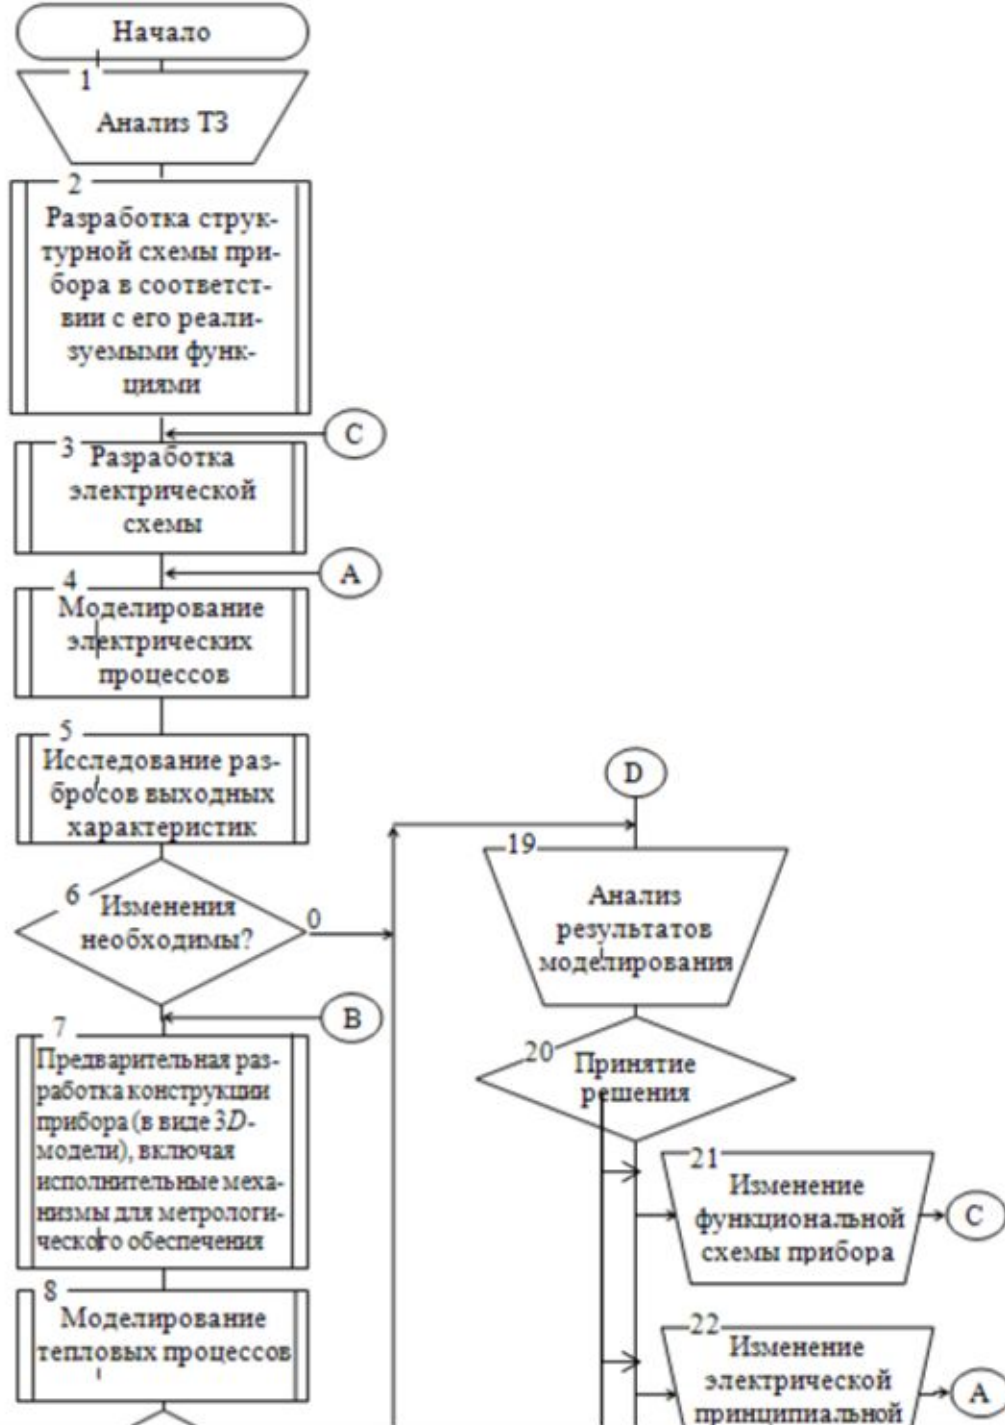 Начало
1
Анализ ТЗ
2
Разработка струк-
турной схемы при-
бора в соответст-
вии с его реали-
зуемыми функ-
циями
C
3
Разработка
электрической
схемы
A
4
Моделирование
электрических
процессов
5
Исследование раз-
бросов выходных
характеристик
6
Изменения
необходимы?
0
B
7
Предварительная раз-
работка конструкции
прибора (в виде 3D-
модели), включая
исполнительные меха-
низмы для метрологи-
ческого обеспечения
8
Моделирование
тепловых процессов
D
19
Анализ
результатов
моделирования
20
Принятие
решения
21
Изменение
функциональной
схемы прибора
C
22
Изменение
электрической
принципиальной
A